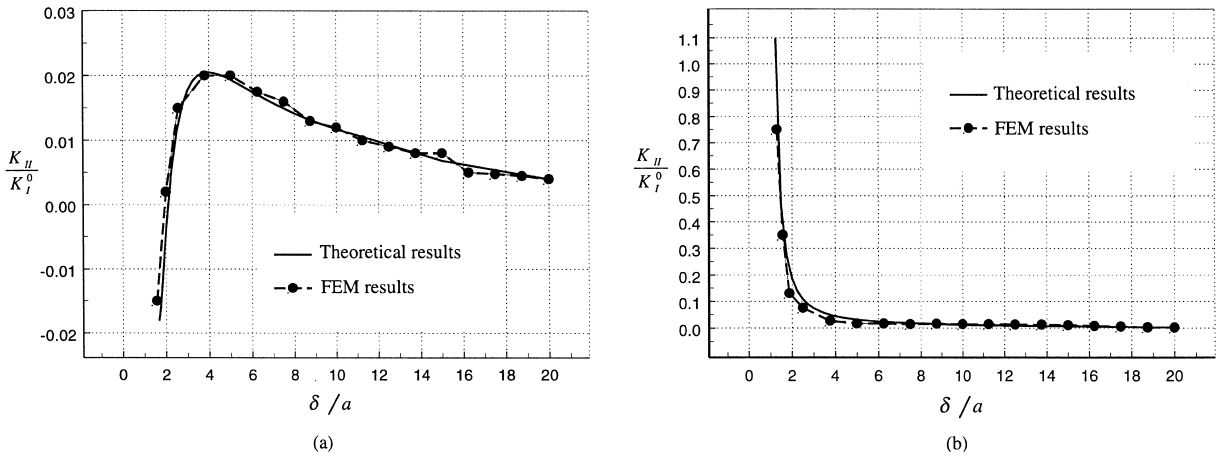 0.03
0.02
0.01
0.00
-0.01
-0.02
K_II
K_I^0
Theoretical results
FEM results
0 2 4 6 8 10 12 14 16 18 20
δ /a
(a)
1.1
1.0
0.9
0.8
0.7
0.6
0.5
0.4
0.3
0.2
0.1
0.0
K_II
K_I^0
Theoretical results
FEM results
0 2 4 6 8 10 12 14 16 18 20
δ /a
(b)